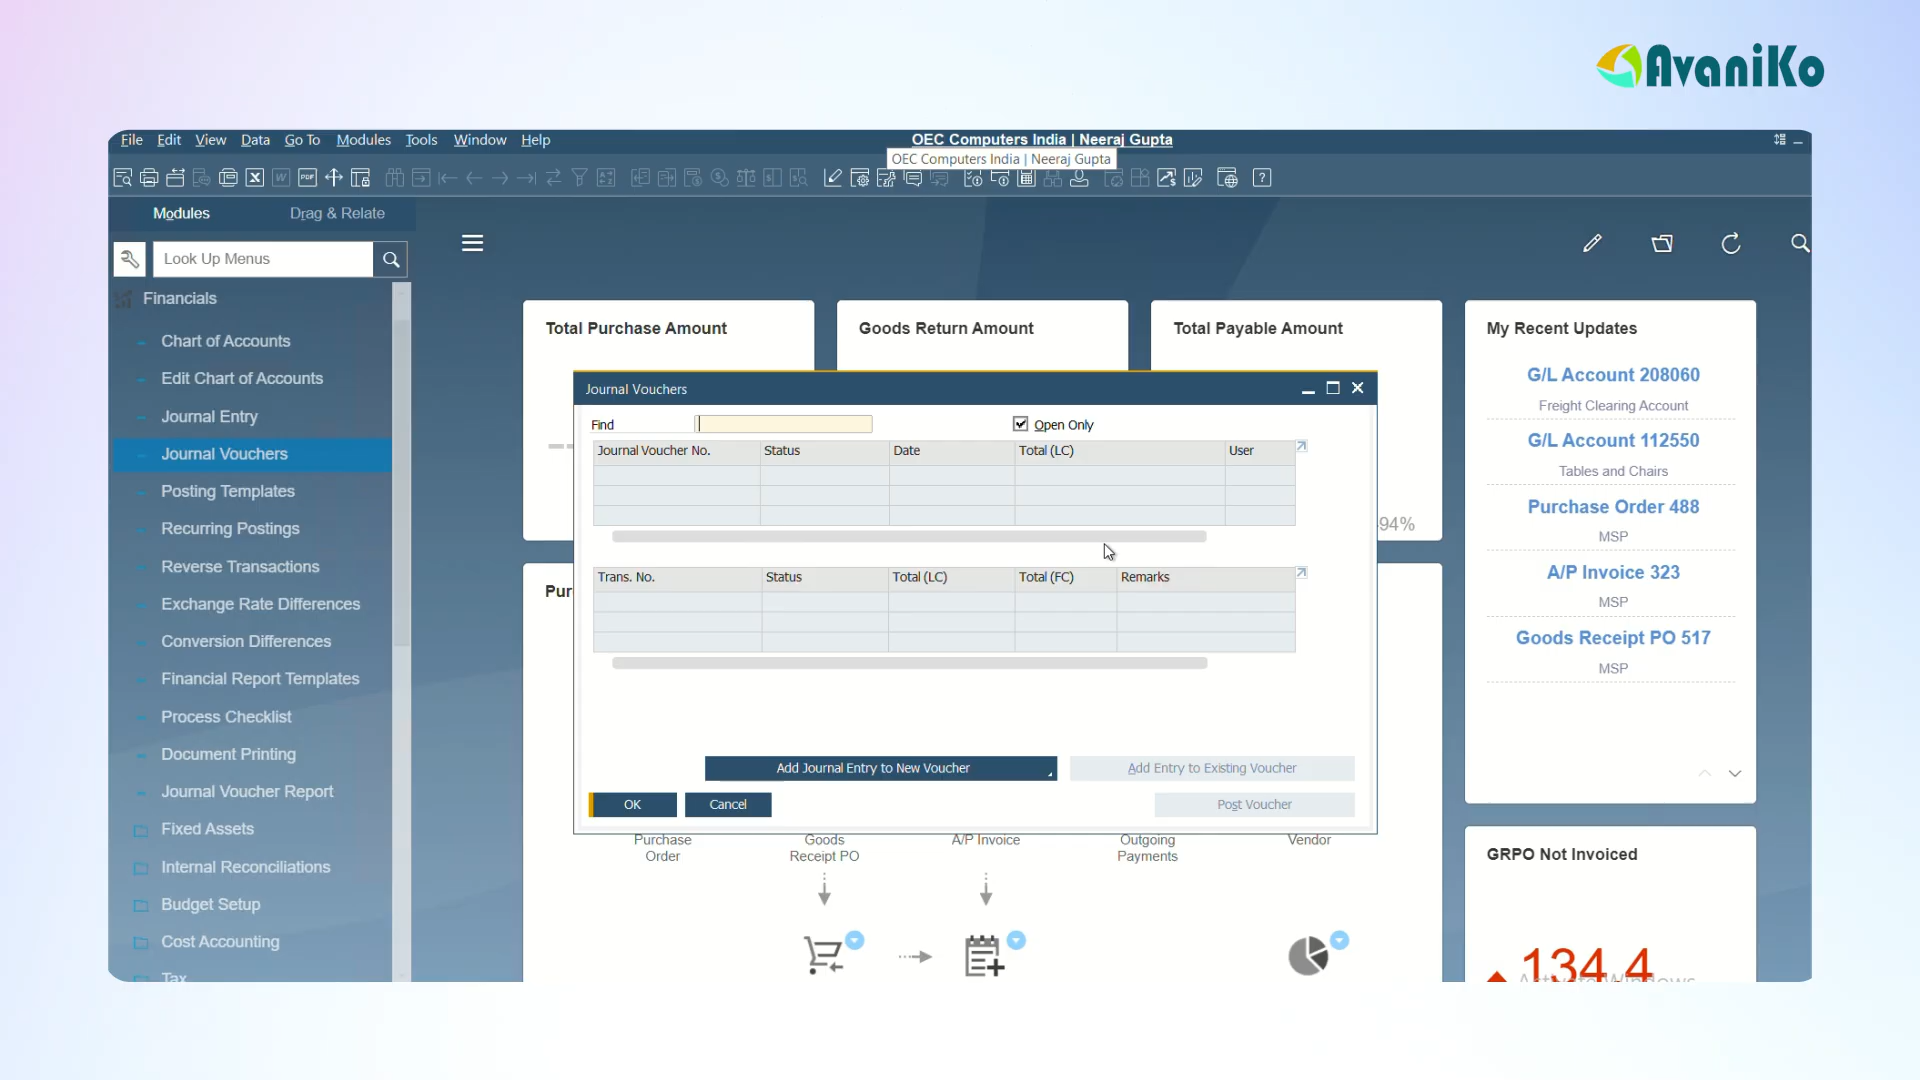 AvaniKo
File Edit View Data Go To Modules Tools Window Help
OEC Computers India | Neeraj Gupta
OEC Computers India | Neeraj Gupta
Modules Drag & Relate
Look Up Menus
Financials
Chart of Accounts
Edit Chart of Accounts
Journal Entry
Journal Vouchers
Posting Templates
Recurring Postings
Reverse Transactions
Exchange Rate Differences
Conversion Differences
Financial Report Templates
Process Checklist
Document Printing
Journal Voucher Report
Fixed Assets
Internal Reconciliations
Budget Setup
Cost Accounting
Tax
Total Purchase Amount
Goods Return Amount
Total Payable Amount
94%
Pur
Journal Vouchers
Find
Open Only
Journal Voucher No. Status Date Total (LC) User
Trans. No. Status Total (LC) Total (FC) Remarks
Add Journal Entry to New Voucher
Add Entry to Existing Voucher
OK
Cancel
Post Voucher
Purchase
Order
Goods
Receipt PO
A/P Invoice
Outgoing
Payments
Vendor
My Recent Updates
G/L Account 208060
Freight Clearing Account
G/L Account 112550
Tables and Chairs
Purchase Order 488
MSP
A/P Invoice 323
MSP
Goods Receipt PO 517
MSP
GRPO Not Invoiced
134.4
Activate Windows